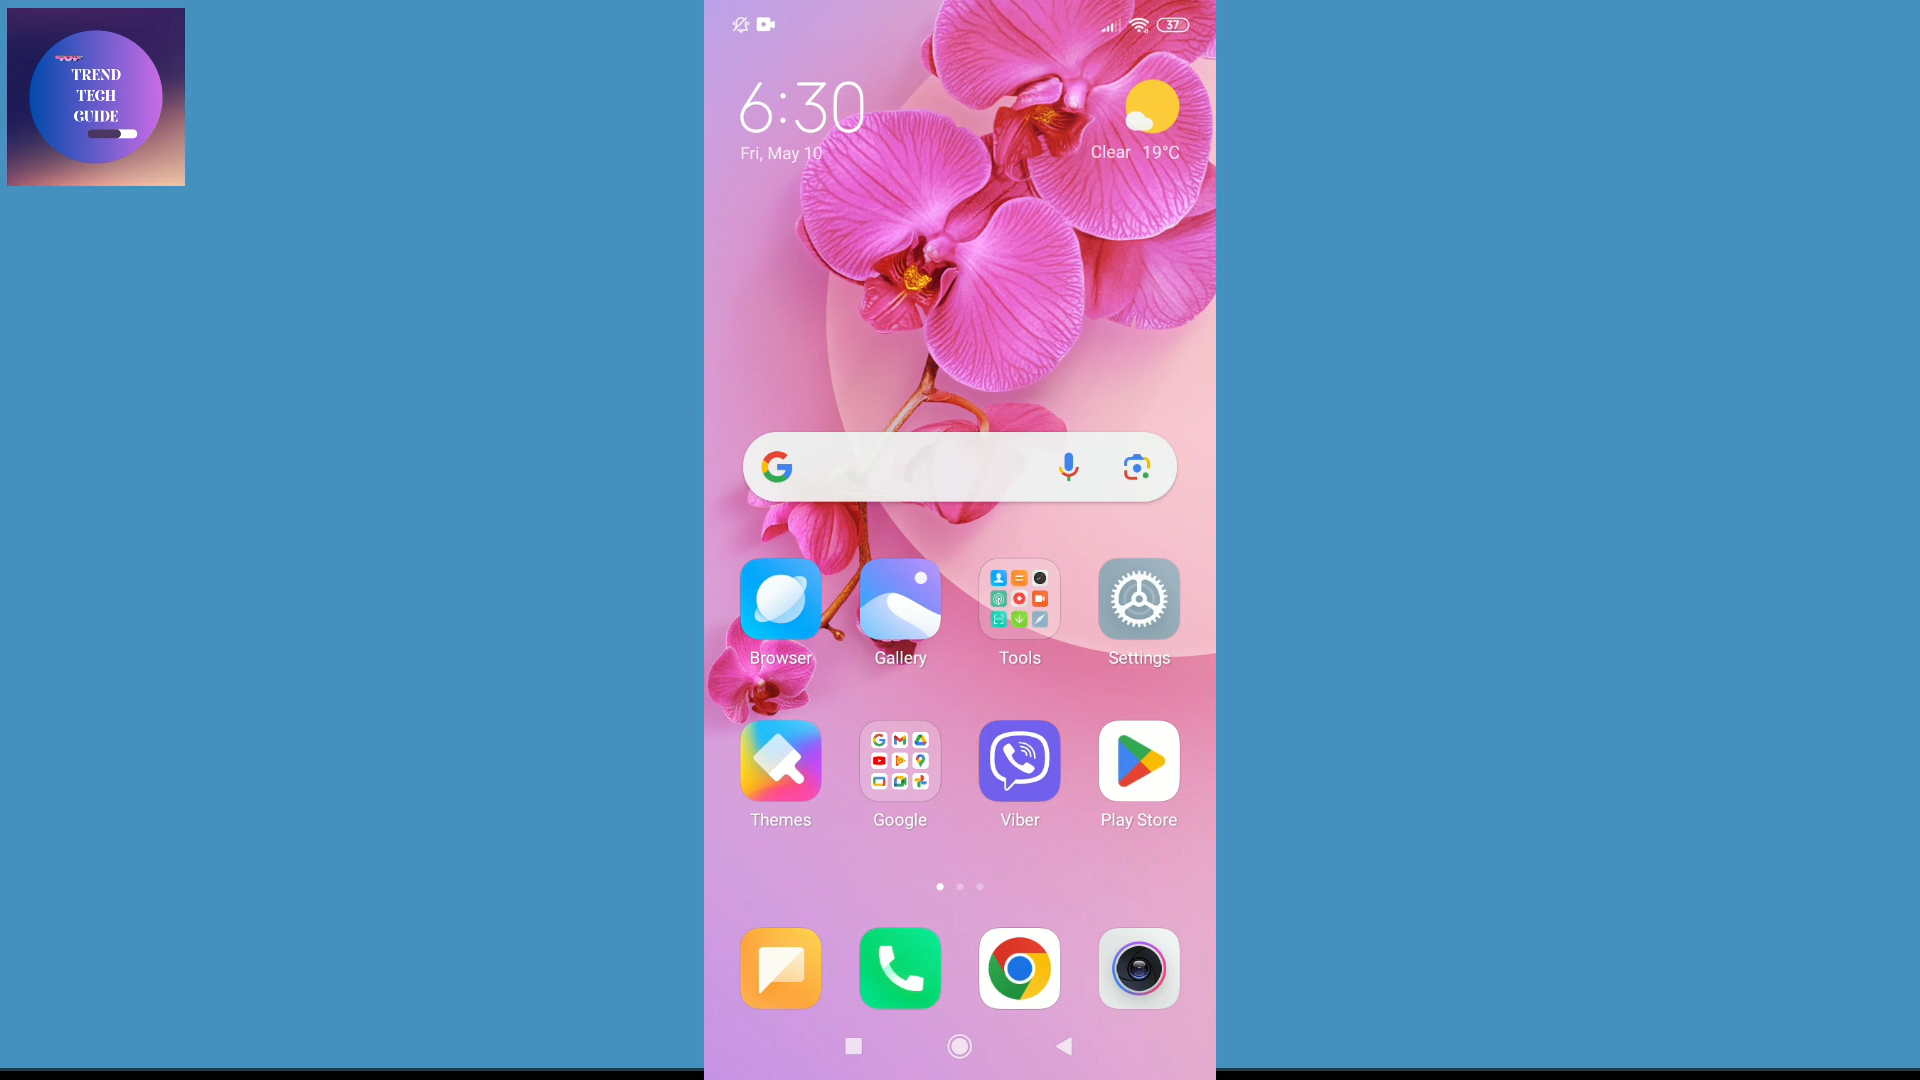 TREND
TECH
GUIDE
37
6:30
Fri, May 10
Clear 19°C
Browser
Gallery
Tools
Settings
Themes
Google
Viber
Play Store